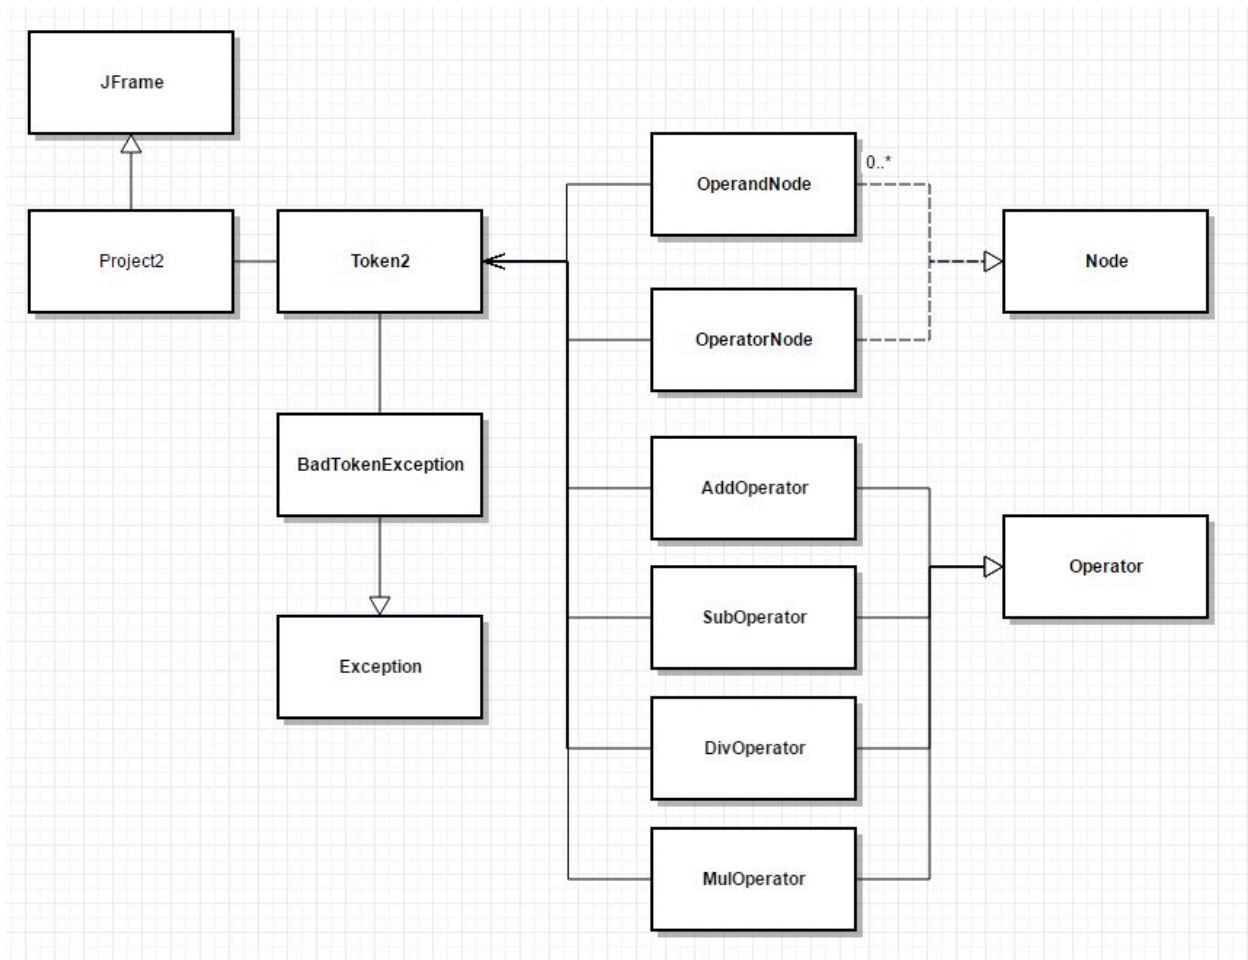 JFrame
Project2
Token2
BadTokenException
Exception
OperandNode
0..*
OperatorNode
Node
AddOperator
SubOperator
DivOperator
MulOperator
Operator